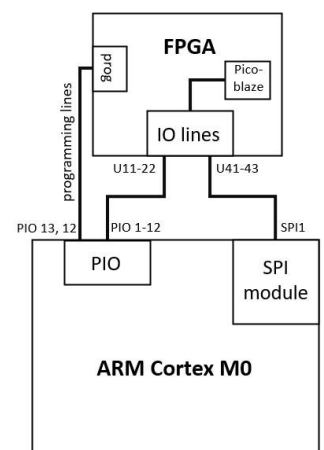 FPGA
prog
Pico-
blaze
IO lines
programming lines
U11-22
U41-43
PIO 13, 12
PIO 1-12
SPI1
PIO
SPI
module
ARM Cortex M0